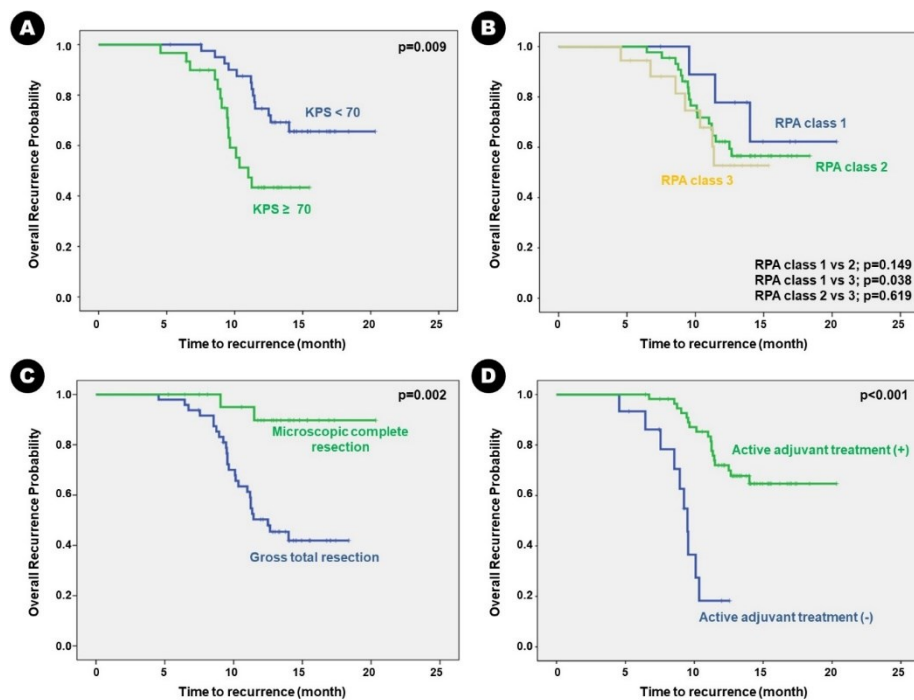 A
p=0.009
Overall Recurrence Probability
1.0
0.8
0.6
0.4
0.2
0.0
KPS < 70
KPS ≥ 70
0 5 10 15 20 25
Time to recurrence (month)
B
Overall Recurrence Probability
1.0
0.8
0.6
0.4
0.2
0.0
RPA class 1
RPA class 2
RPA class 3
RPA class 1 vs 2; p=0.149
RPA class 1 vs 3; p=0.038
RPA class 2 vs 3; p=0.619
0 5 10 15 20 25
Time to recurrence (month)
C
p=0.002
Overall Recurrence Probability
1.0
0.8
0.6
0.4
0.2
0.0
Microscopic complete
resection
Gross total resection
0 5 10 15 20 25
Time to recurrence (month)
D
p<0.001
Overall Recurrence Probability
1.0
0.8
0.6
0.4
0.2
0.0
Active adjuvant treatment (+)
Active adjuvant treatment (-)
0 5 10 15 20 25
Time to recurrence (month)